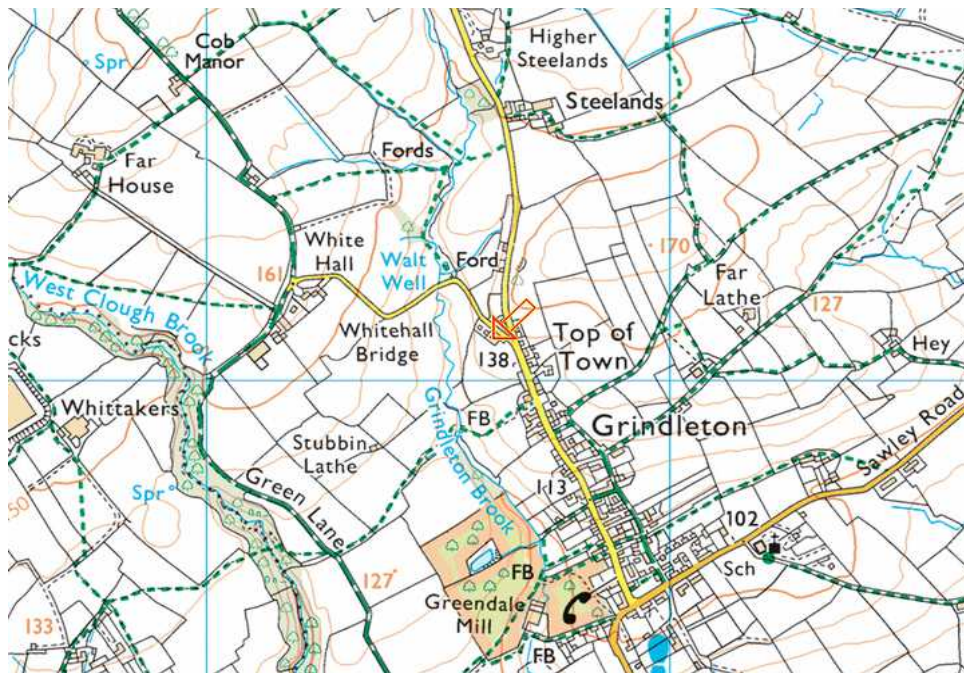 Cob
Manor
Spr
Higher
Steelands
Steelands
Far
House
Fords
White
Hall
161
Walt
Well
Ford
170
Far
Lathe
127
West Clough Brook
Whitehall
Bridge
138
Top of
Town
Hey
cks
Whittakers
Stubbin
Lathe
Grindleton Brook
FB
Grindleton
Sawley Road
50
Spr
Green Lane
113
102
Sch
127
FB
Greendale
Mill
133
FB